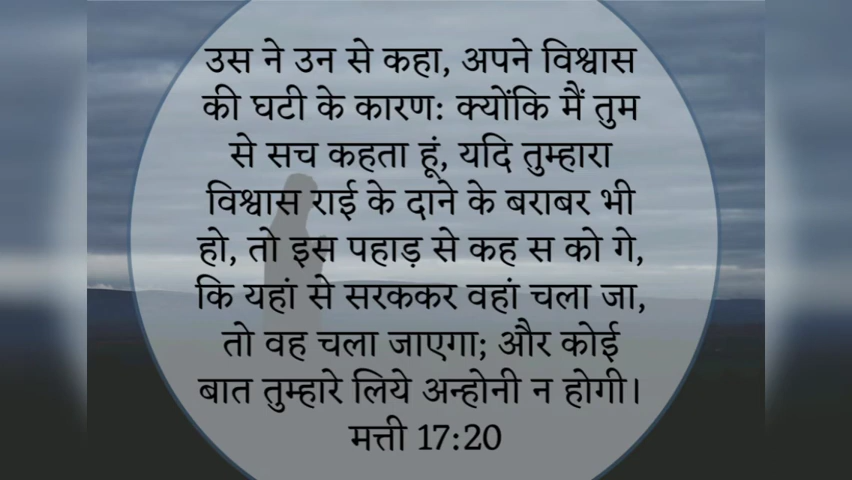 उस ने उन से कहा, अपने विश्वास
की घटी के कारण: क्योंकि मैं तुम
से सच कहता हूं, यदि तुम्हारा
विश्वास राई के दाने के बराबर भी
हो, तो इस पहाड़ से कह स को गे,
कि यहां से सरककर वहां चला जा,
तो वह चला जाएगा; और कोई
बात तुम्हारे लिये अन्होनी न होगी।
मत्ती 17:20